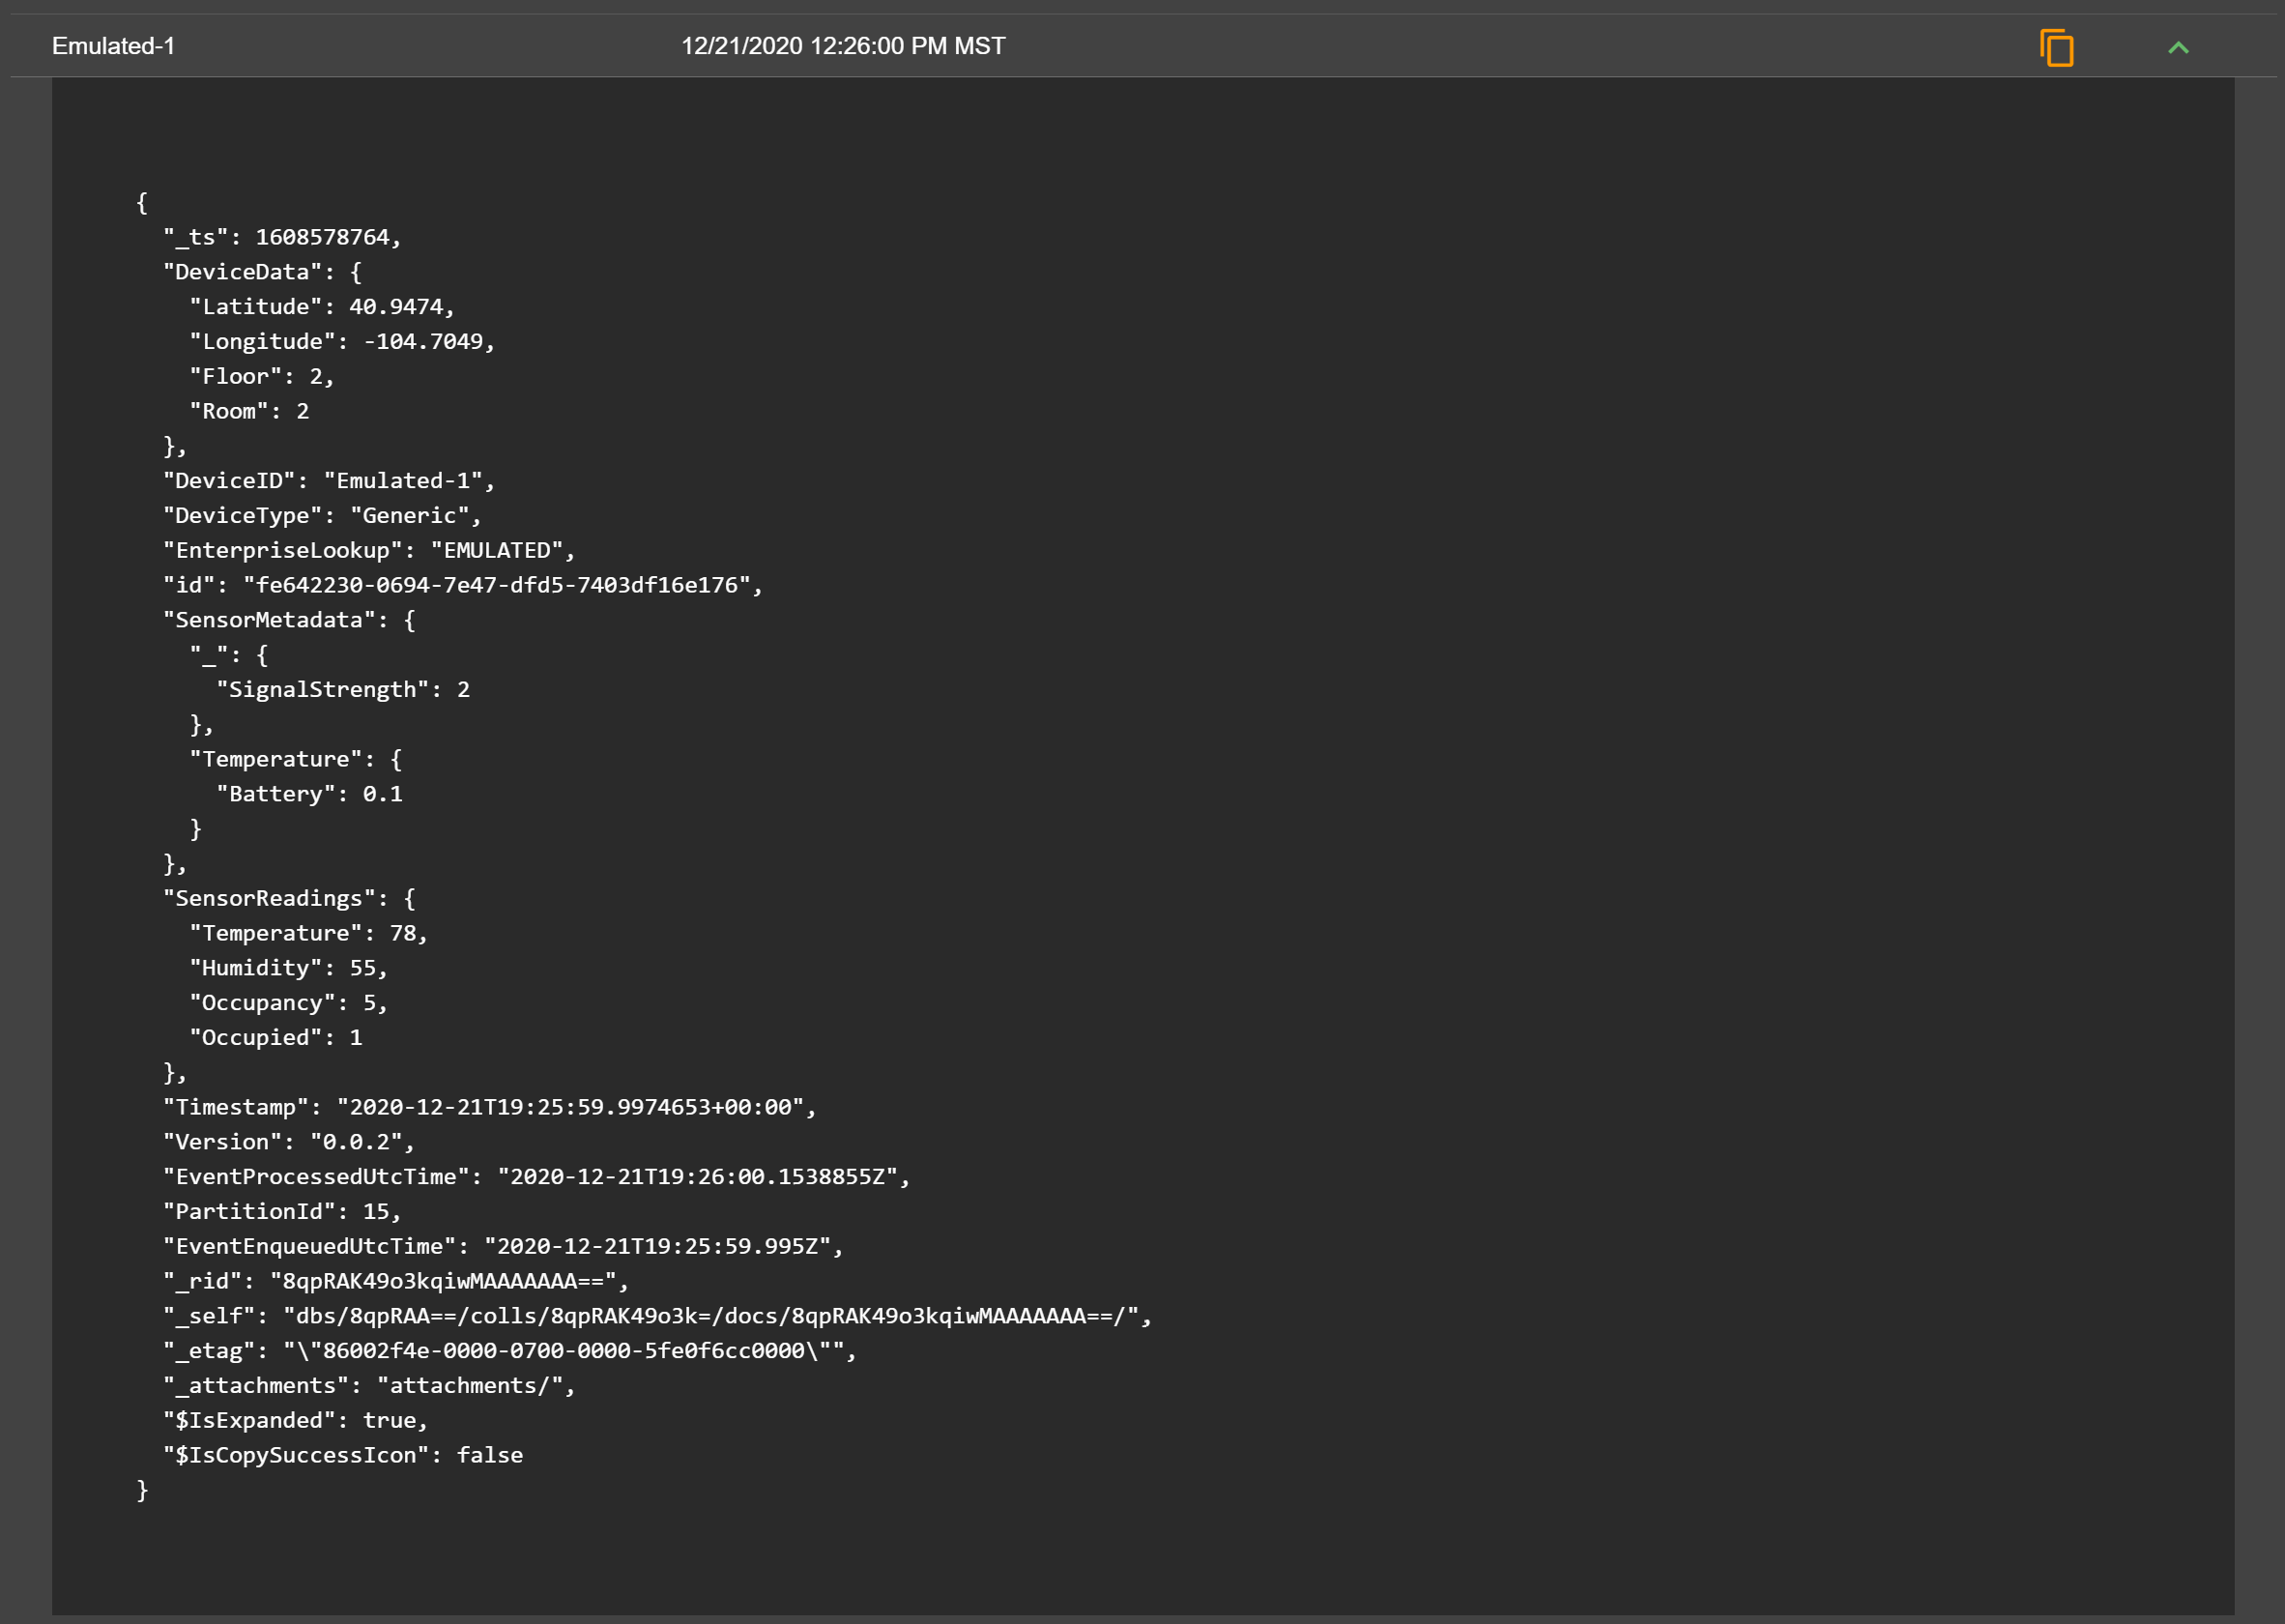 Emulated-1 12/21/2020 12:26:00 PM MST
{
  "_ts": 1608578764,
  "DeviceData": {
    "Latitude": 40.9474,
    "Longitude": -104.7049,
    "Floor": 2,
    "Room": 2
  },
  "DeviceID": "Emulated-1",
  "DeviceType": "Generic",
  "EnterpriseLookup": "EMULATED",
  "id": "fe642230-0694-7e47-dfd5-7403df16e176",
  "SensorMetadata": {
    "_": {
      "SignalStrength": 2
    },
    "Temperature": {
      "Battery": 0.1
    }
  },
  "SensorReadings": {
    "Temperature": 78,
    "Humidity": 55,
    "Occupancy": 5,
    "Occupied": 1
  },
  "Timestamp": "2020-12-21T19:25:59.9974653+00:00",
  "Version": "0.0.2",
  "EventProcessedUtcTime": "2020-12-21T19:26:00.1538855Z",
  "PartitionId": 15,
  "EventEnqueuedUtcTime": "2020-12-21T19:25:59.995Z",
  "_rid": "8qpRAK49o3kqiwMAAAAAAA==",
  "_self": "dbs/8qpRAA==/colls/8qpRAK49o3k=/docs/8qpRAK49o3kqiwMAAAAAAA==/",
  "_etag": "\"86002f4e-0000-0700-0000-5fe0f6cc0000\"",
  "_attachments": "attachments/",
  "$IsExpanded": true,
  "$IsCopySuccessIcon": false
}